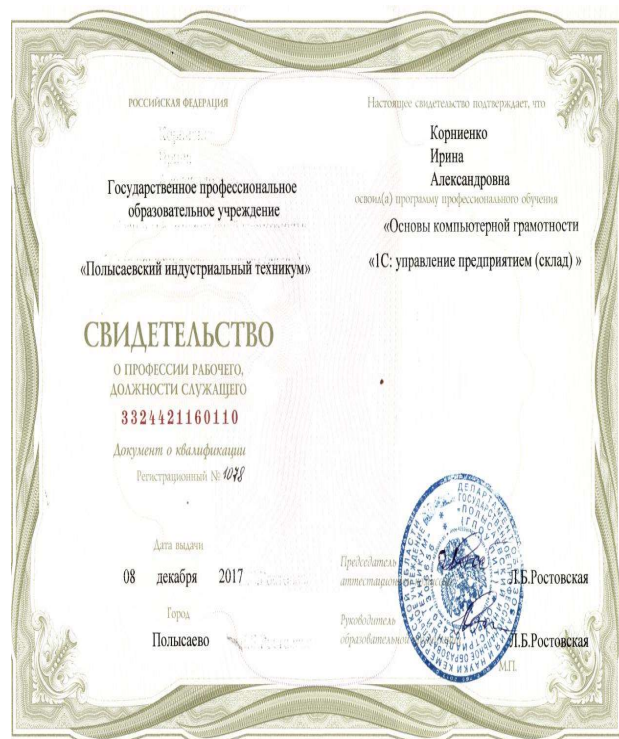 РОССИЙСКАЯ ФЕДЕРАЦИЯ
Государственное профессиональное
образовательное учреждение
«Полысаевский индустриальный техникум»
СВИДЕТЕЛЬСТВО
О ПРОФЕССИИ РАБОЧЕГО,
ДОЛЖНОСТИ СЛУЖАЩЕГО
3324421160110
Документ о квалификации
Регистрационный № 1078
Дата выдачи
08 декабря 2017
Город
Полысаево
Настоящее свидетельство подтверждает, что
Корниенко
Ирина
Александровна
освоил(а) программу профессионального обучения
«Основы компьютерной грамотности
«1С: управление предприятием (склад) »
Председатель
аттестационной
Л.Б.Ростовская
Руководитель
образовательной
Л.Б.Ростовская
М.П.